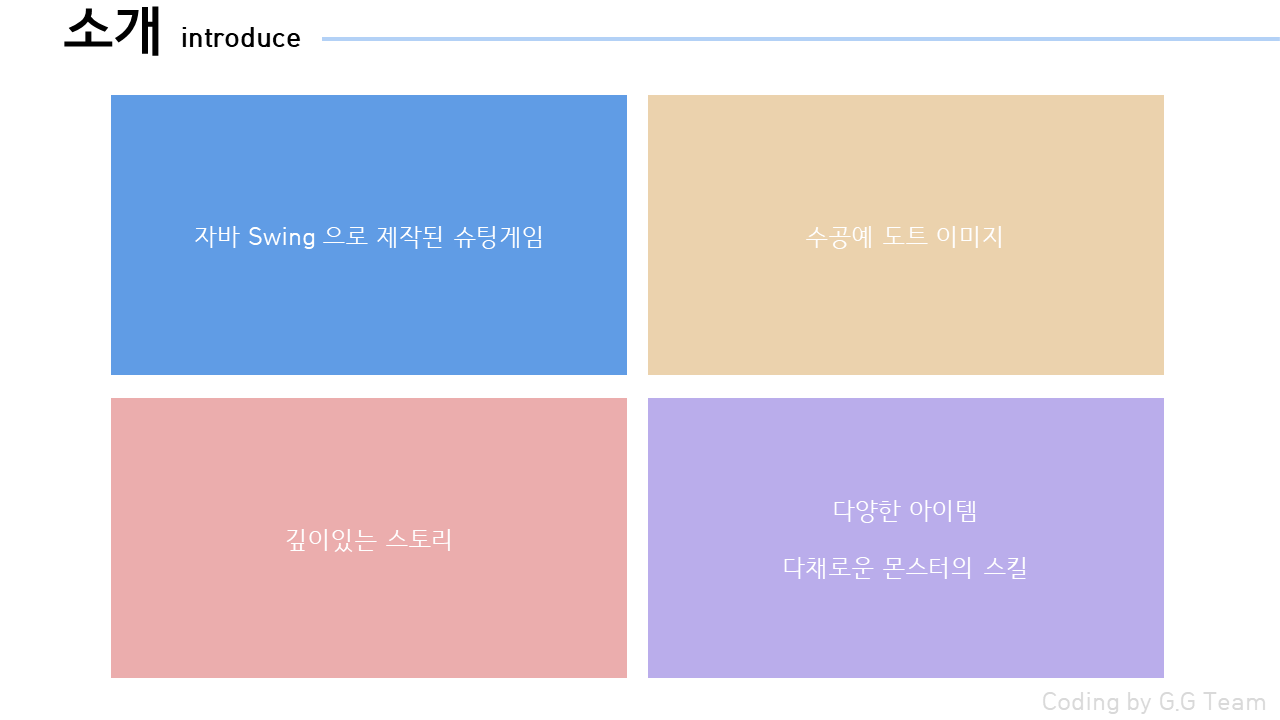 소개 introduce
자바 Swing 으로 제작된 슈팅게임
수공예 도트 이미지
깊이있는 스토리
다양한 아이템
다채로운 몬스터의 스킬
Coding by G.G Team